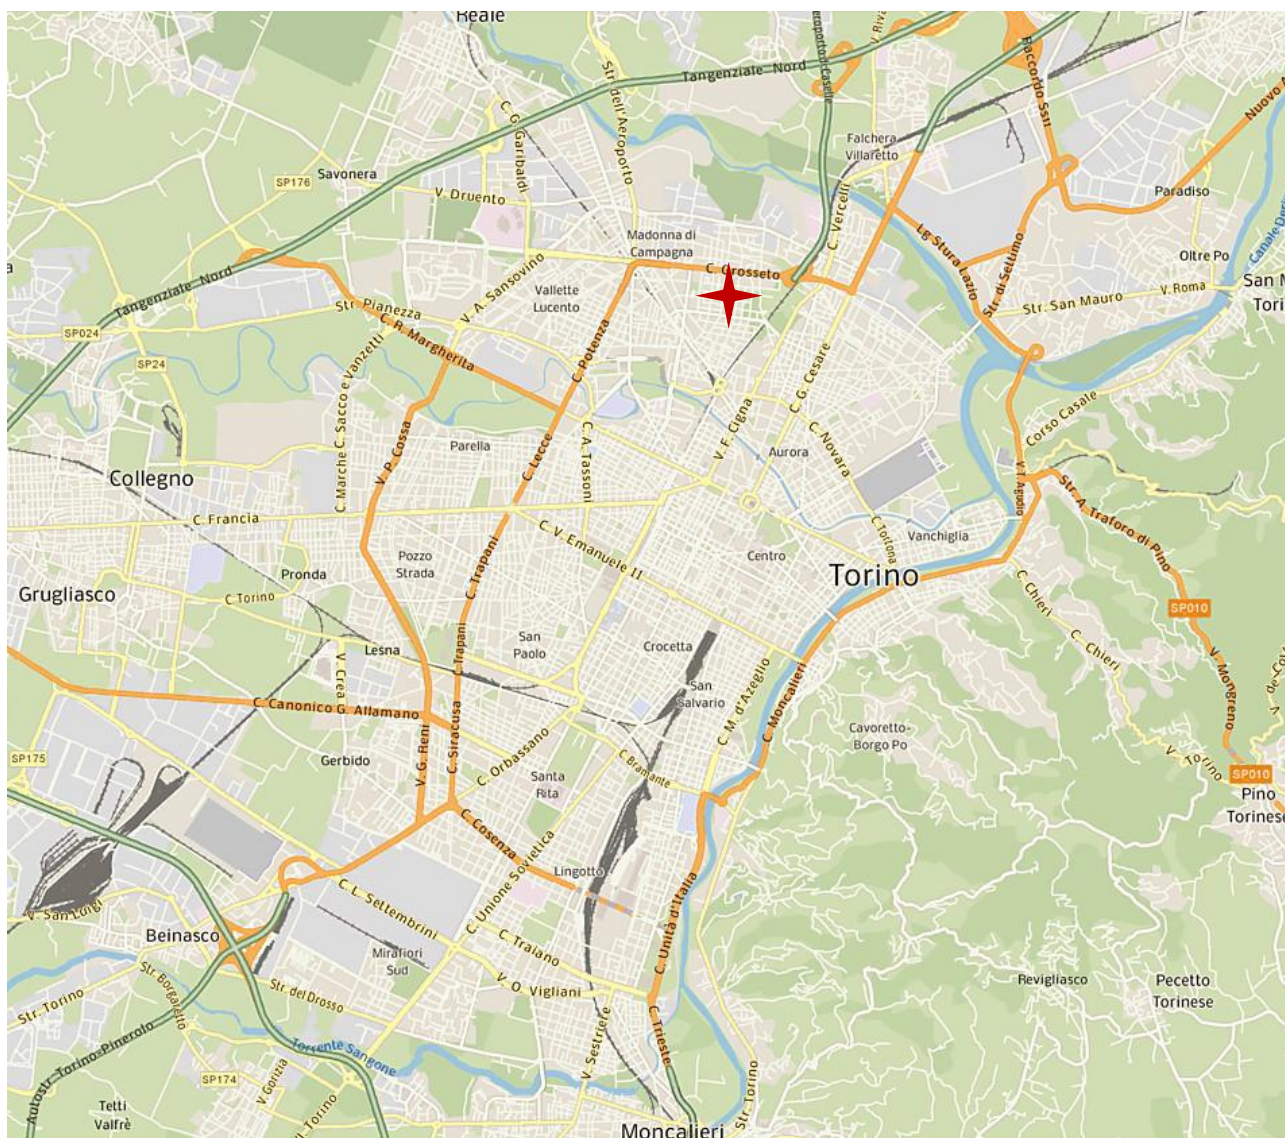 Reale
Tangenziale Nord
Aeroporto di Caselle
V. Riva
Raccordo SS11
Nuovo
Str. dell'Aeroporto
C. G. Garibaldi
Falchera
Villaretto
Savonera
SP176
V. Druento
C. Vercelli
Paradiso
Madonna di
Campagna
Lg Stura Lazio
Str. di Settimo
Oltre Po
C. Grosseto
Tangenziale Nord
V. A. Sansovino
Vallette
Lucento
Str. San Mauro
V. Roma
San M
Tori
Str. Pianezza
C. R. Margherita
C. Potenza
SP024
SP24
C. Marche C. Sacco e Vanzetti
C. G. Cesare
V. F. Cigna
Corso Casale
V. P. Cossa
Parella
C. Lecce
C. A. Tassoni
Aurora
C. Novara
Collegno
V. T. Agudio
Str. A. Traforo di Pino
C. Francia
C. V. Emanuele II
C. Tortona
Vanchiglia
Pozzo
Strada
C. Trapani
Centro
Torino
Pronda
Grugliasco
C. Torino
C. Chieri
SP010
C. Trapani
San
Paolo
Crocetta
Lesna
C. Chieri
V. Mongreno
V. Crea
San
Salvario
C. M. d'Azeglio
C. Moncalieri
C. Canonico G. Allamano
V. G. Reni
C. Siracusa
C. Orbassano
Cavoretto-
Borgo Po
SP175
Gerbido
C. Bramante
V. Torino
SP010
Santa
Rita
Pino
Torinese
C. Cosenza
C. Unione Sovietica
Lingotto
C. L. Settembrini
V. San Luigi
Beinasco
C. Traiano
C. Unità d'Italia
Mirafiori
Sud
Str. Borgaretto
Str. del Drosso
V. O. Vigliani
Revigliasco
Pecetto
Torinese
Str. Torino
C. Trieste
Autostr. Torino-Pinerolo
Torrente Sangone
V. Sestriere
SP174
V. Gorizia
Str. Torino
Tetti
Valfrè
Moncalieri